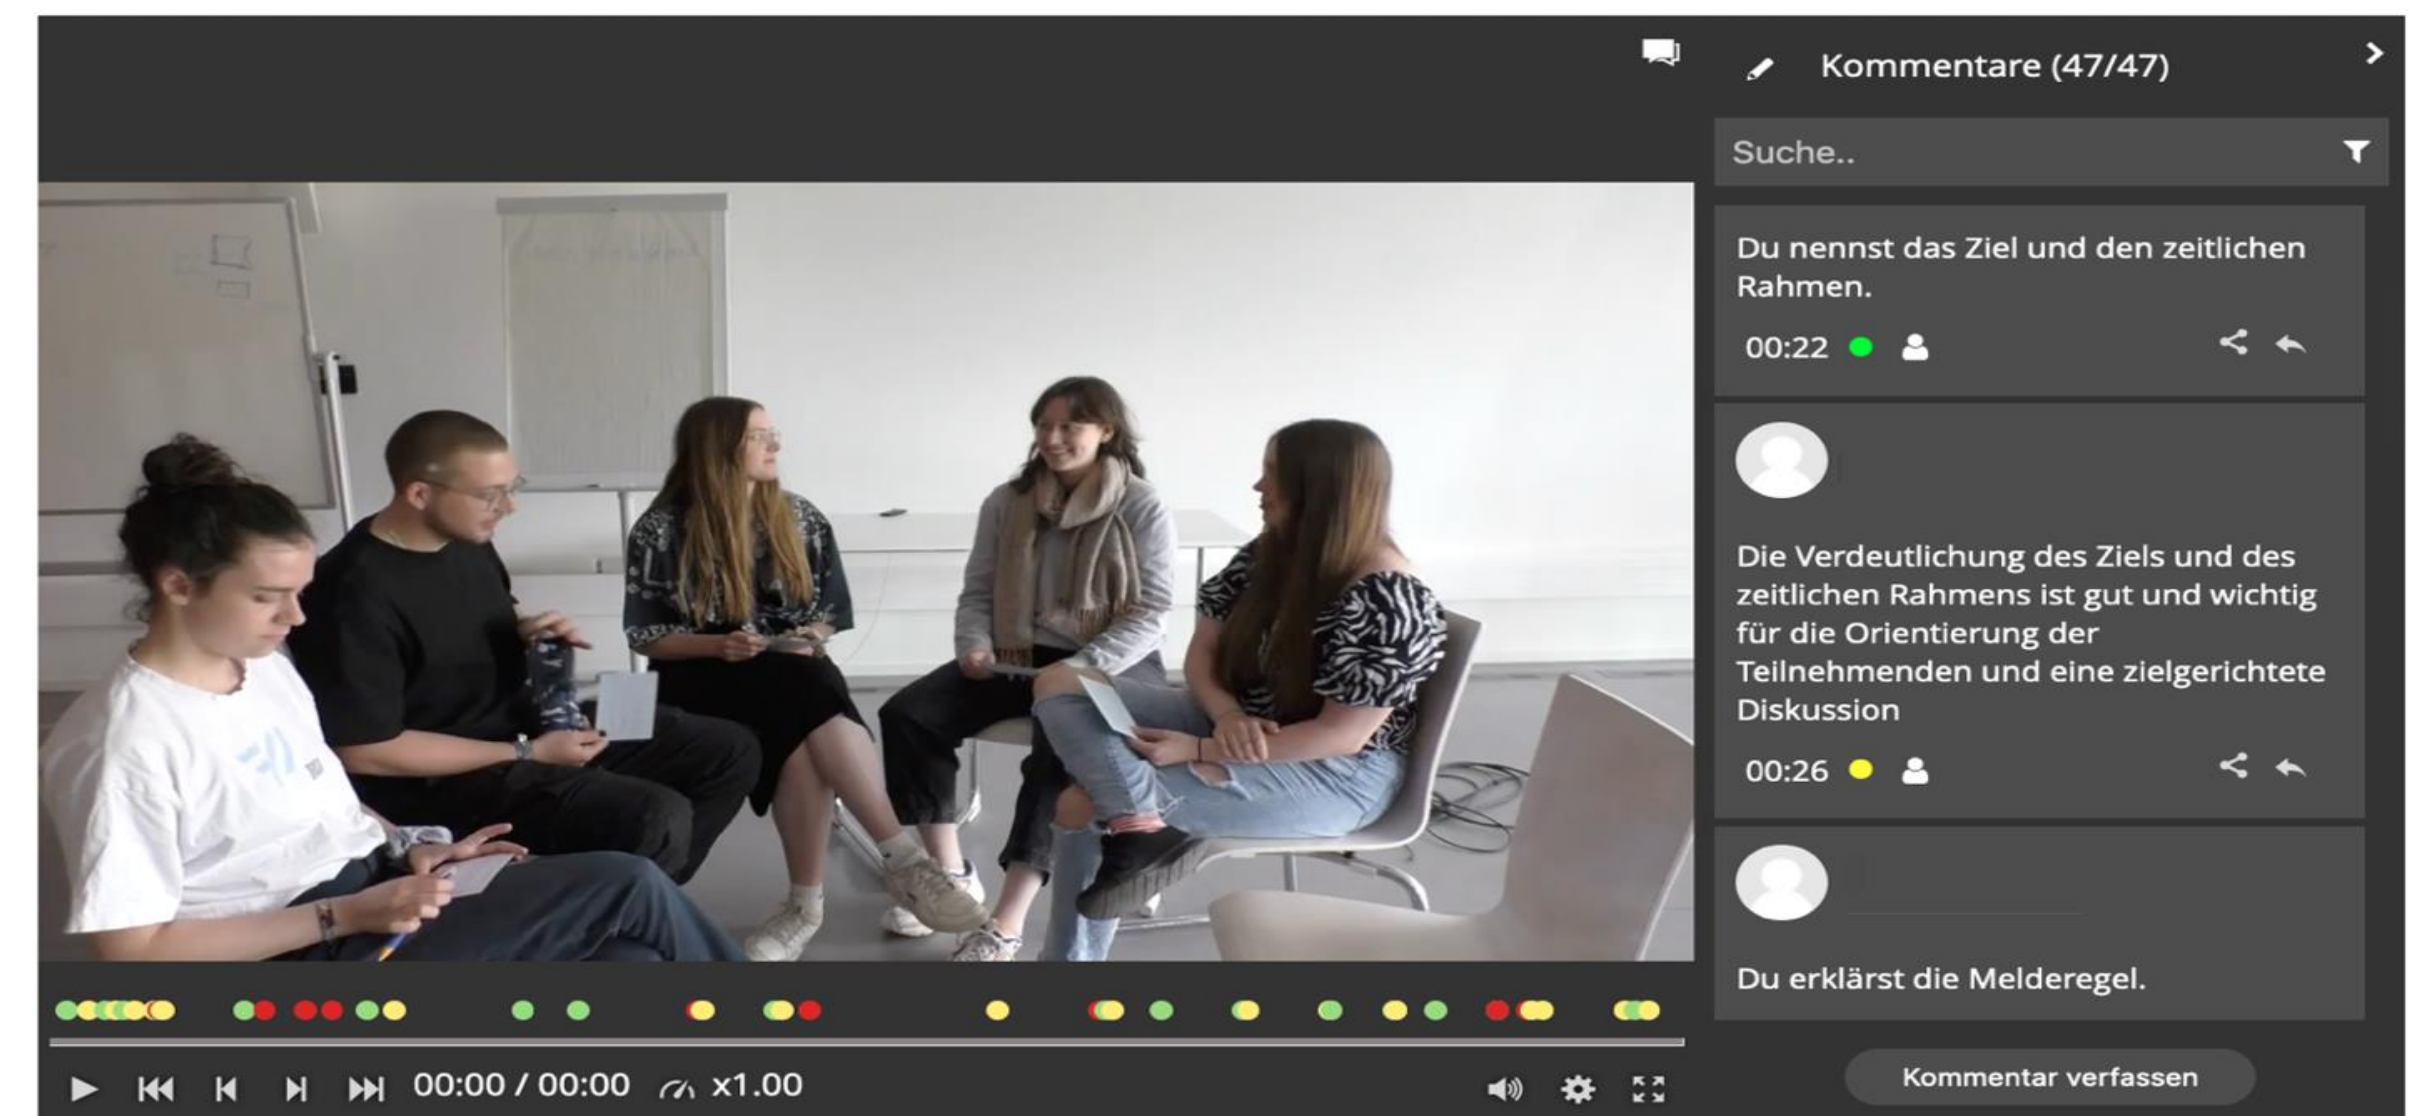 Kommentare (47/47)
Suche..
Du nennst das Ziel und den zeitlichen
Rahmen.
00:22
Die Verdeutlichung des Ziels und des
zeitlichen Rahmens ist gut und wichtig
für die Orientierung der
Teilnehmenden und eine zielgerichtete
Diskussion
00:26
Du erklärst die Melderegel.
Kommentar verfassen
00:00 / 00:00
x1.00